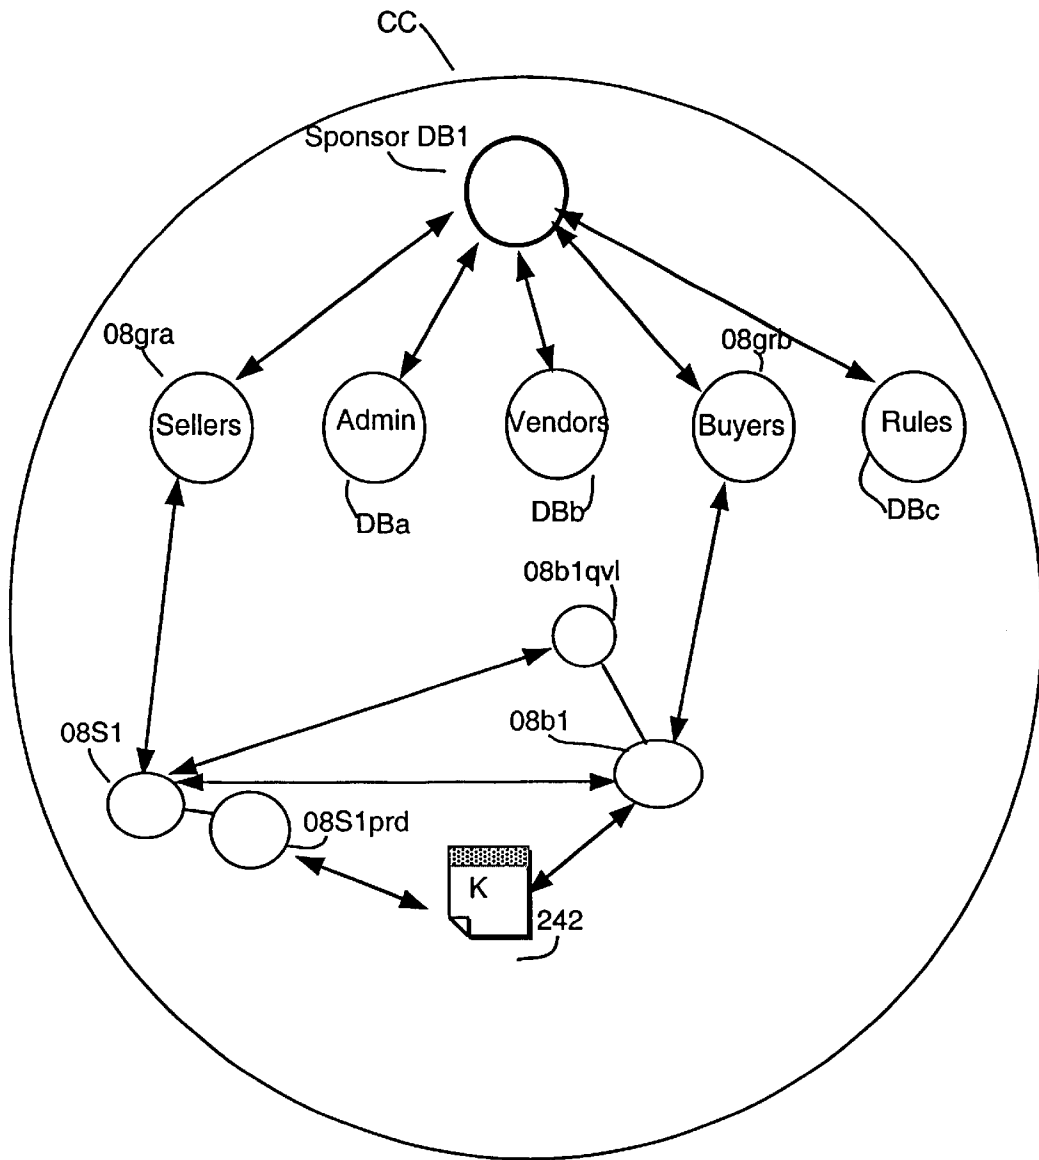 CC
Sponsor DB1
08gra
08grb
Sellers
Admin
Vendors
Buyers
Rules
DBa
DBb
DBc
08b1qvl
08S1
08b1
08S1prd
K
242